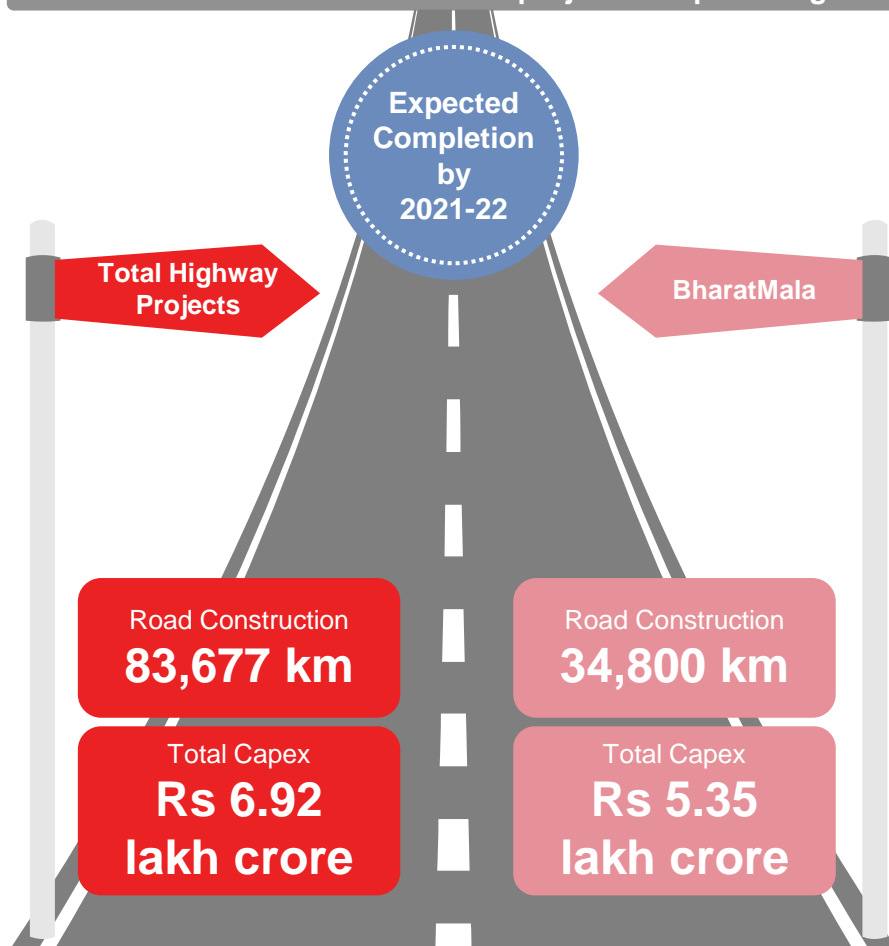 Expected
Completion
by
2021-22
Total Highway
Projects
BharatMala
Road Construction
83,677 km
Total Capex
Rs 6.92
lakh crore
Road Construction
34,800 km
Total Capex
Rs 5.35
lakh crore